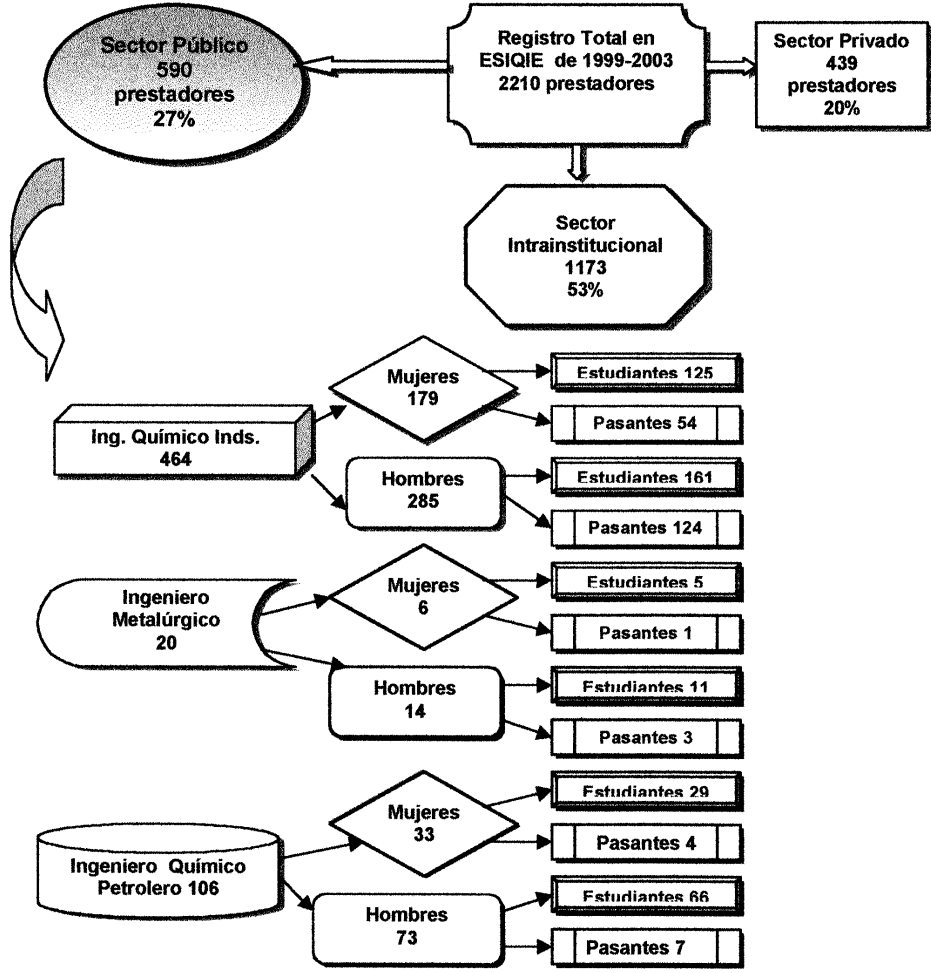 Sector Público
590
prestadores
27%
Registro Total en
ESIQIE de 1999-2003
2210 prestadores
Sector Privado
439
prestadores
20%
Sector
Intrainstitucional
1173
53%
Ing. Químico Inds.
464
Mujeres
179
Estudiantes 125
Pasantes 54
Hombres
285
Estudiantes 161
Pasantes 124
Ingeniero
Metalúrgico
20
Mujeres
6
Estudiantes 5
Pasantes 1
Hombres
14
Estudiantes 11
Pasantes 3
Ingeniero Químico
Petrolero 106
Mujeres
33
Estudiantes 29
Pasantes 4
Hombres
73
Estudiantes 66
Pasantes 7